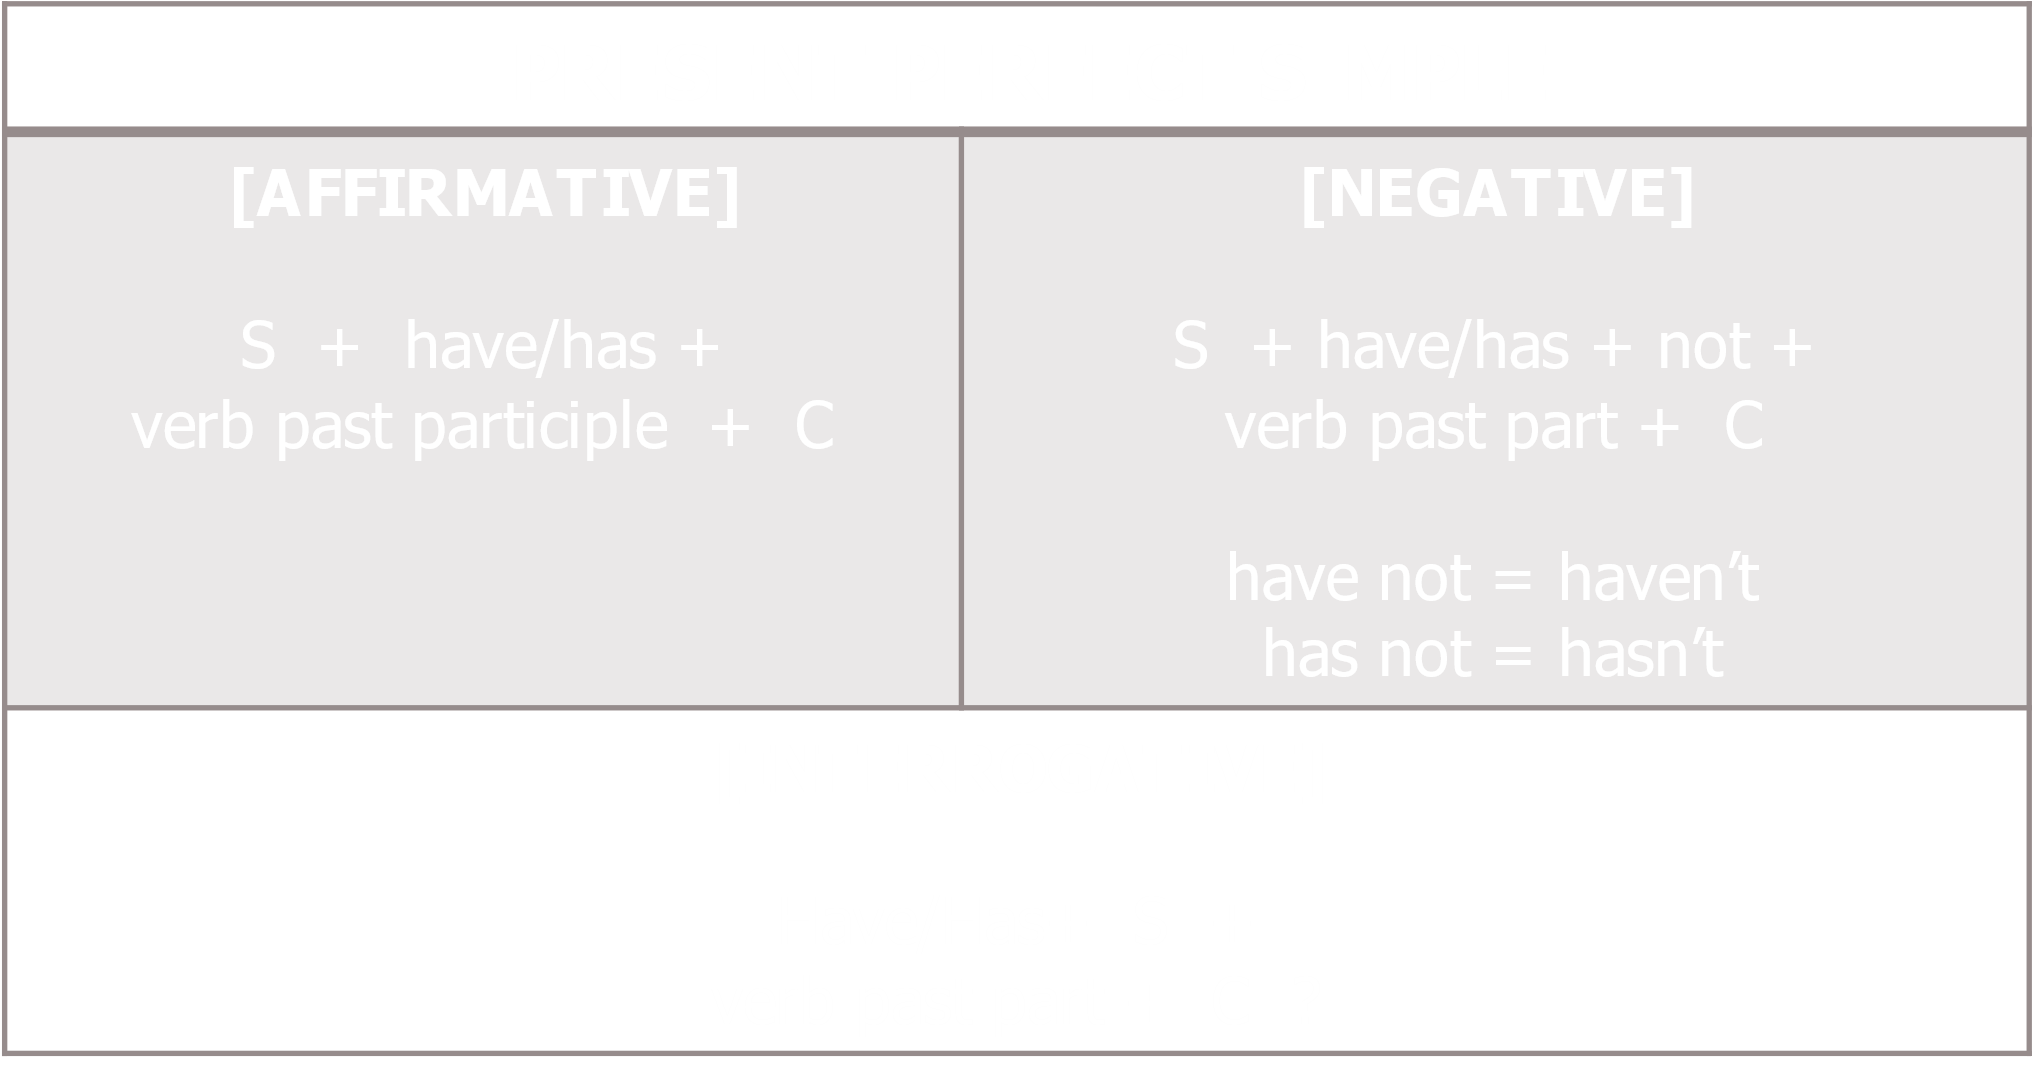 [AFFIRMATIVE]
S + have/has +
verb past participle + C
[NEGATIVE]
S + have/has + not +
verb past part + C
have not = haven’t
has not = hasn’t